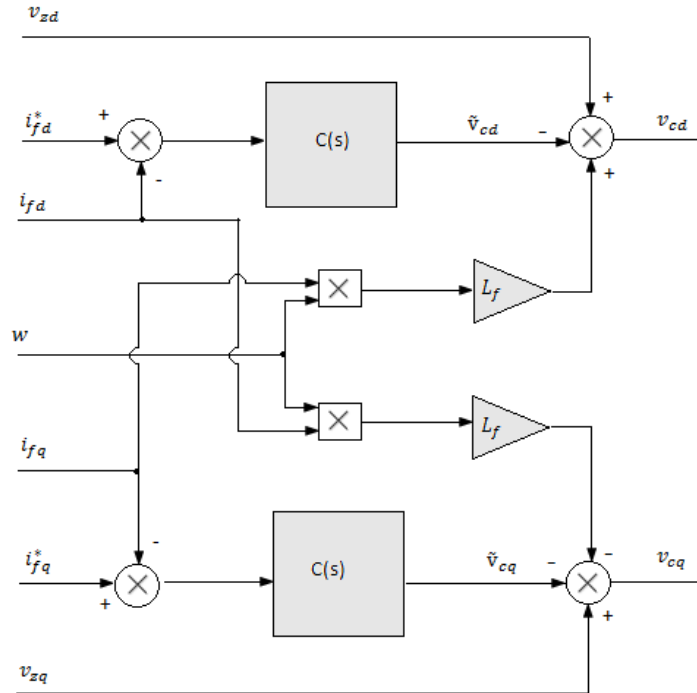 v_zd
+
i*_fd
+
C(s)
ṽ_cd
-
v_cd
-
+
i_fd
L_f
w
L_f
i_fq
-
-
i*_fq
C(s)
ṽ_cq
-
v_cq
+
+
v_zq